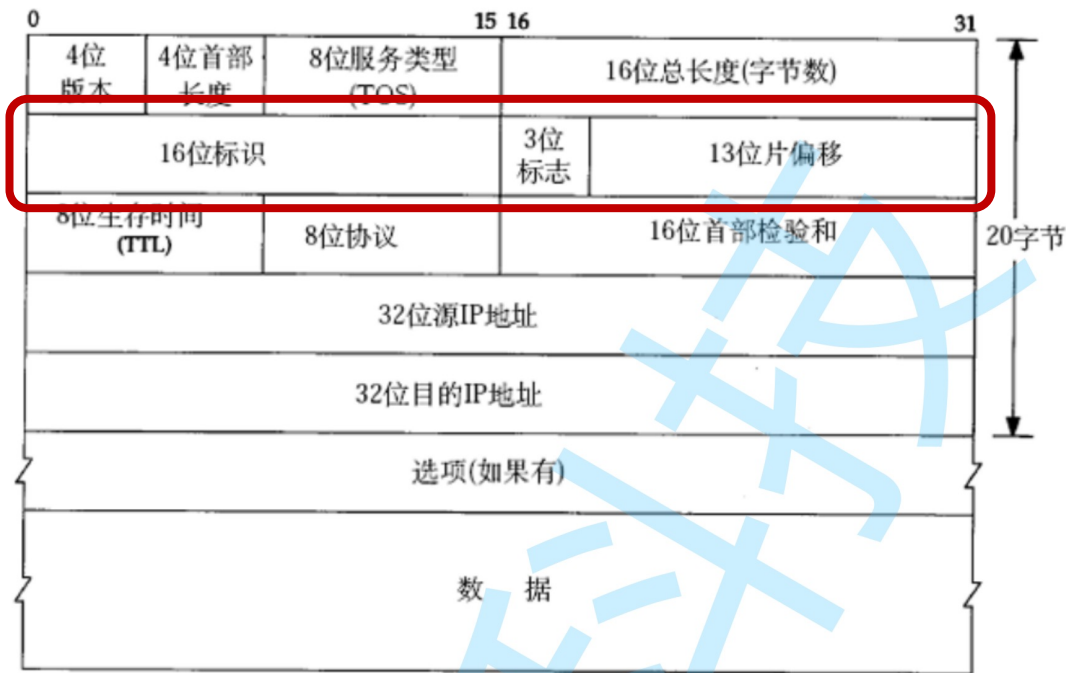 0 15 16 31
4位 4位首部 8位服务类型 16位总长度(字节数)
版本 长度 (TOS)
16位标识 3位 13位片偏移
标志
8位生存时间 8位协议 16位首部检验和 20字节
(TTL)
32位源IP地址
32位目的IP地址
选项(如果有)
数 据